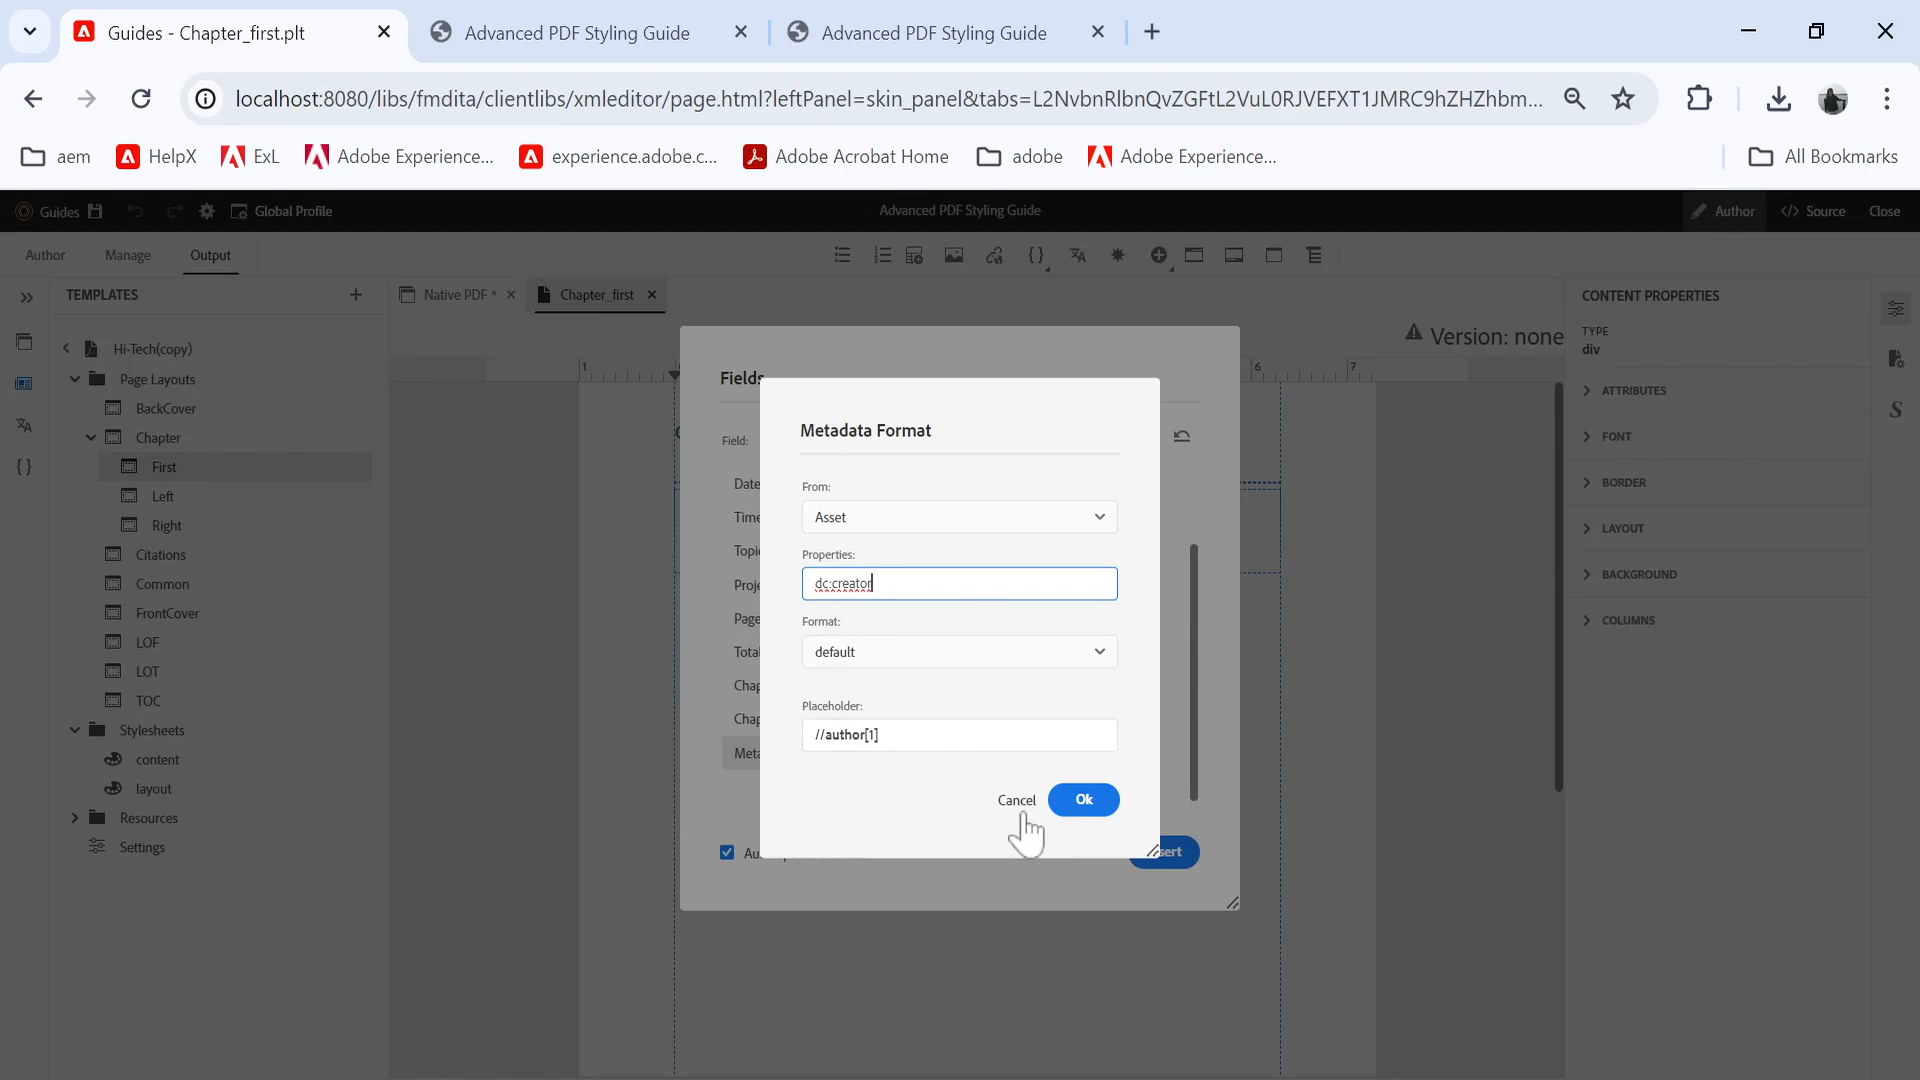 Guides - Chapter_first.plt
Advanced PDF Styling Guide
Advanced PDF Styling Guide
localhost:8080/libs/fmdita/clientlibs/xmleditor/page.html?leftPanel=skin_panel&tabs=L2NvbnRlbnQvZGFtL2VuL0RJVEFXT1JMRC9hZHZhbm...
aem
HelpX
ExL
Adobe Experience...
experience.adobe.c...
Adobe Acrobat Home
adobe
Adobe Experience...
All Bookmarks
Guides
Global Profile
Advanced PDF Styling Guide
Author
Source
Close
Author
Manage
Output
TEMPLATES
Native PDF *
Chapter_first
CONTENT PROPERTIES
Version: none
TYPE
div
1
6
7
Hi-Tech(copy)
Page Layouts
BackCover
Chapter
First
Left
Right
Citations
Common
FrontCover
LOF
LOT
TOC
Stylesheets
content
layout
Resources
Settings
Fields
Field:
Date
Time
Topi
Proje
Page
Total
Chap
Chap
Meta
Metadata Format
From:
Asset
Properties:
dc:creator
Format:
default
Placeholder:
//author[1]
Cancel
Ok
Au
sert
ATTRIBUTES
FONT
BORDER
LAYOUT
BACKGROUND
COLUMNS